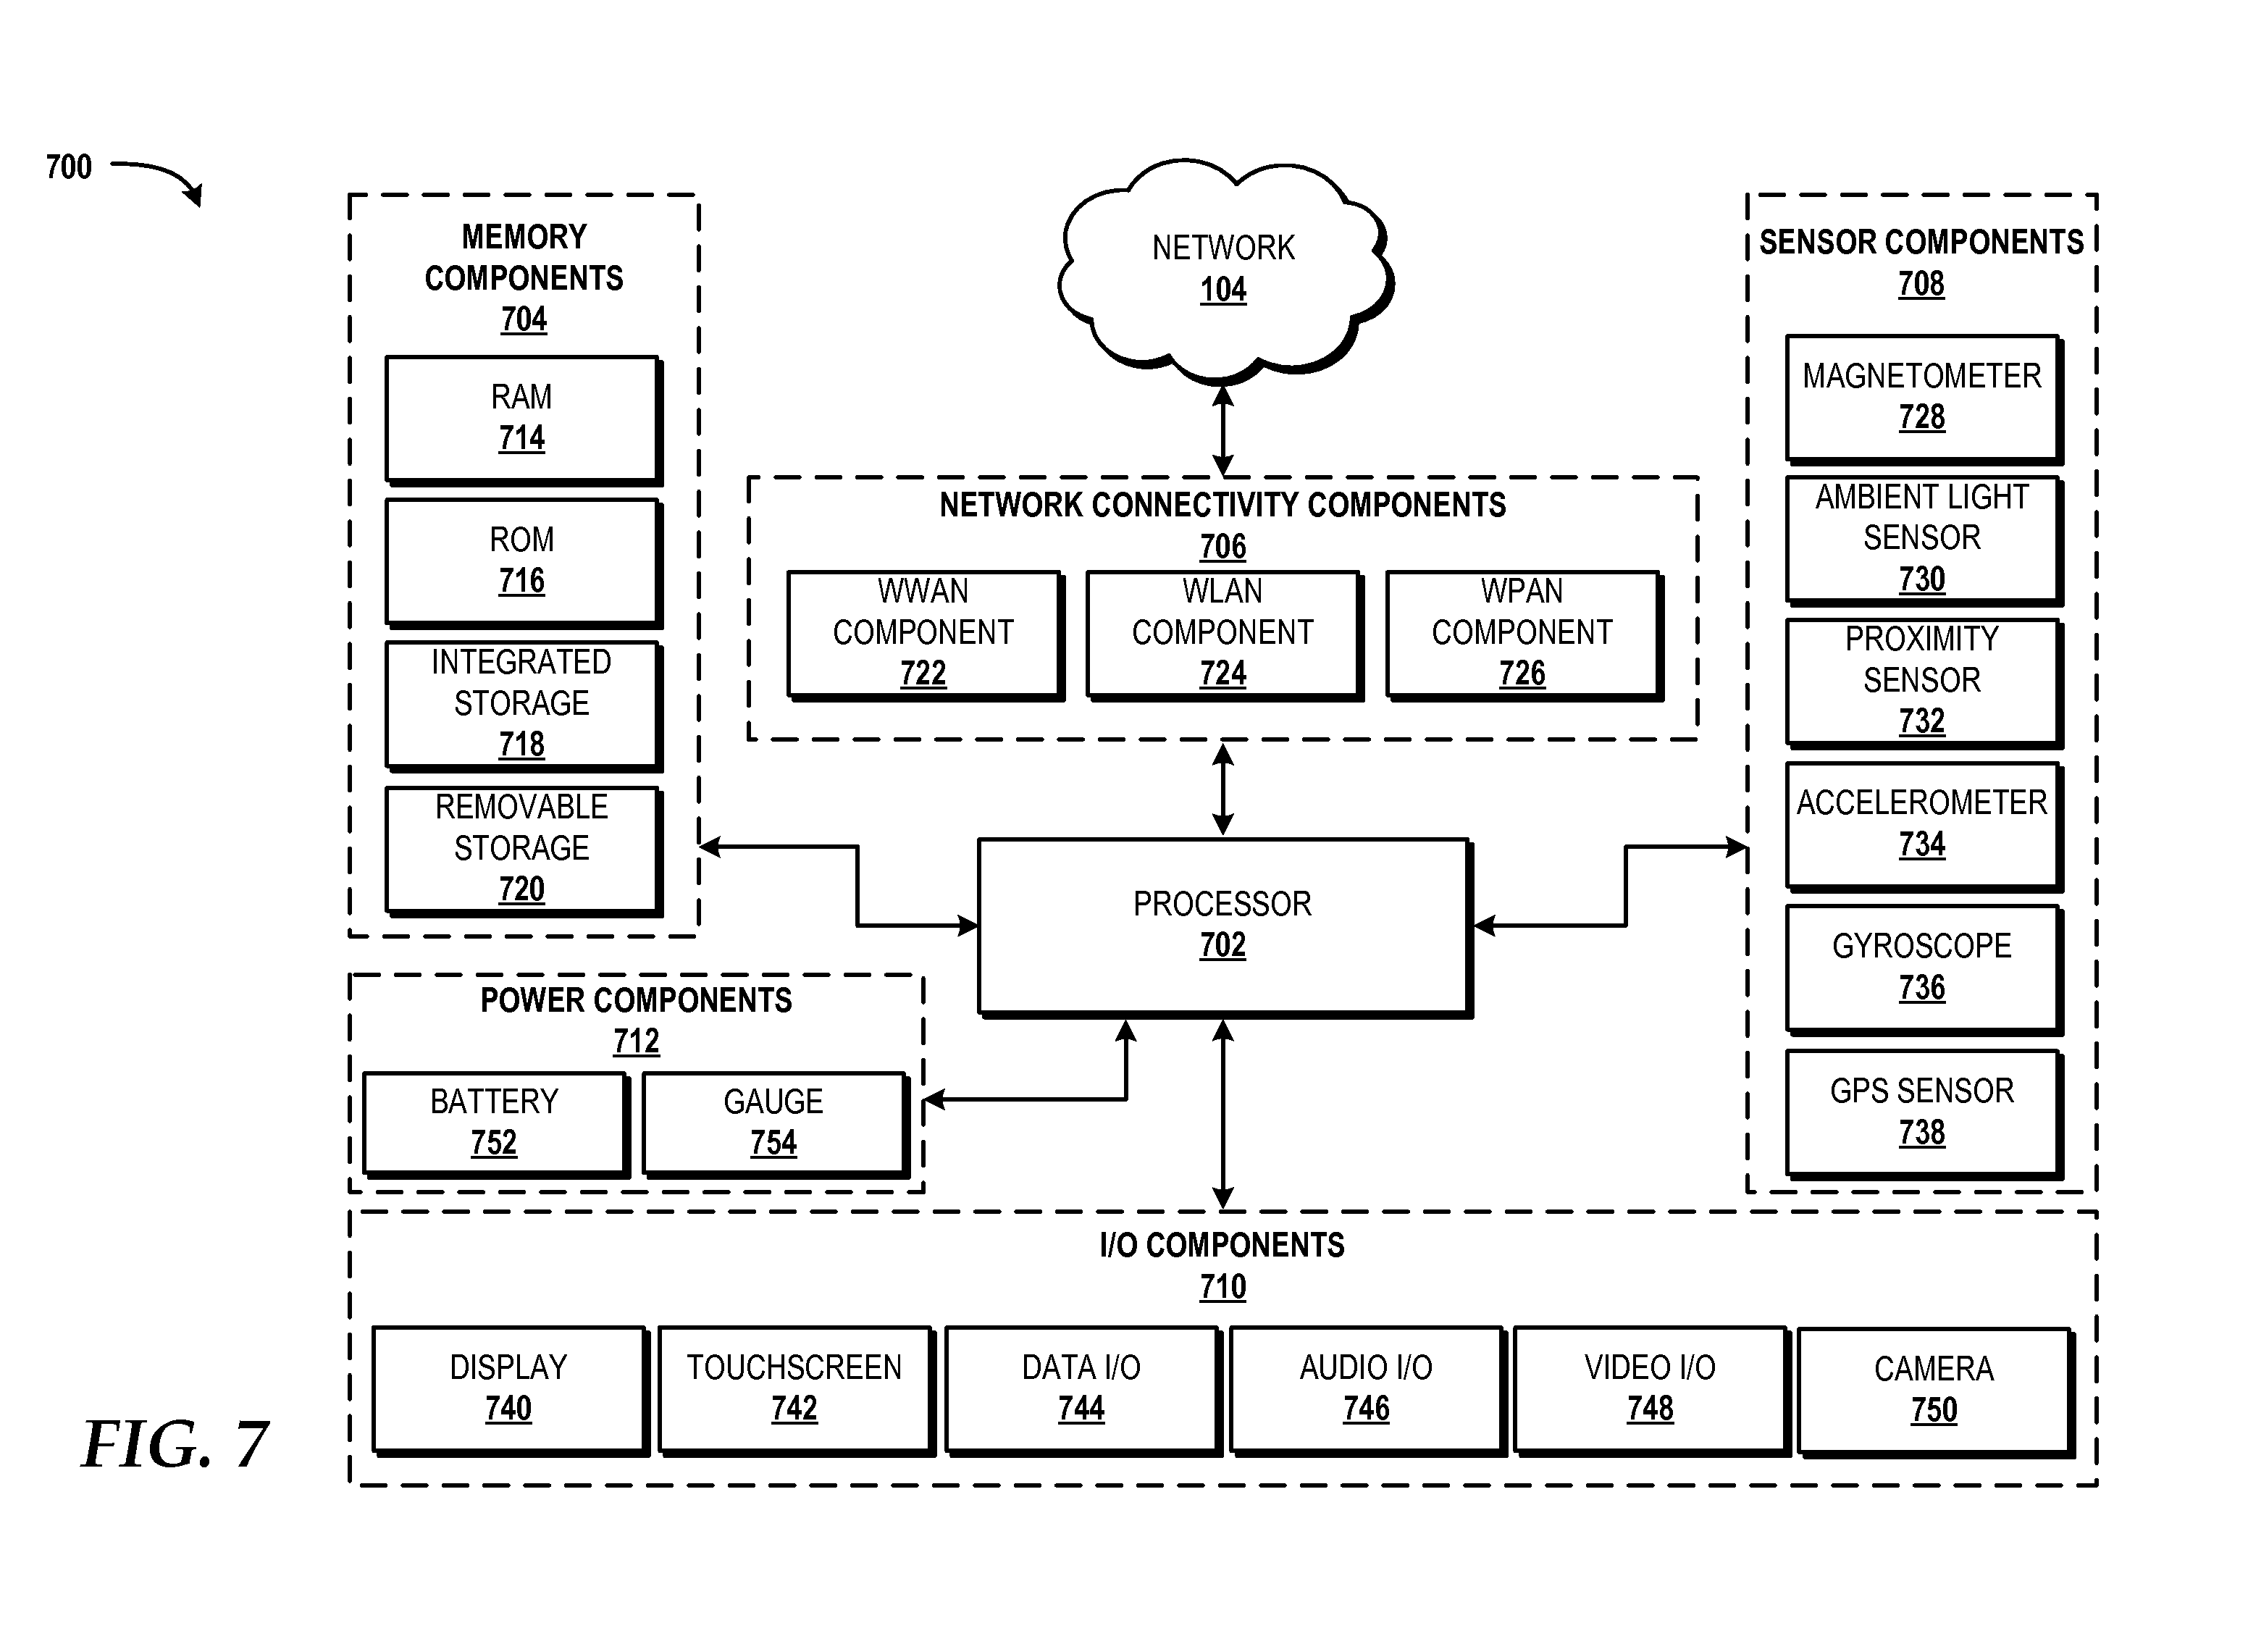 700
MEMORY
COMPONENTS
704
RAM
714
ROM
716
INTEGRATED
STORAGE
718
REMOVABLE
STORAGE
720
NETWORK
104
NETWORK CONNECTIVITY COMPONENTS
706
WWAN
COMPONENT
722
WLAN
COMPONENT
724
WPAN
COMPONENT
726
SENSOR COMPONENTS
708
MAGNETOMETER
728
AMBIENT LIGHT
SENSOR
730
PROXIMITY
SENSOR
732
ACCELEROMETER
734
GYROSCOPE
736
GPS SENSOR
738
PROCESSOR
702
POWER COMPONENTS
712
BATTERY
752
GAUGE
754
I/O COMPONENTS
710
DISPLAY
740
TOUCHSCREEN
742
DATA I/O
744
AUDIO I/O
746
VIDEO I/O
748
CAMERA
750
FIG. 7